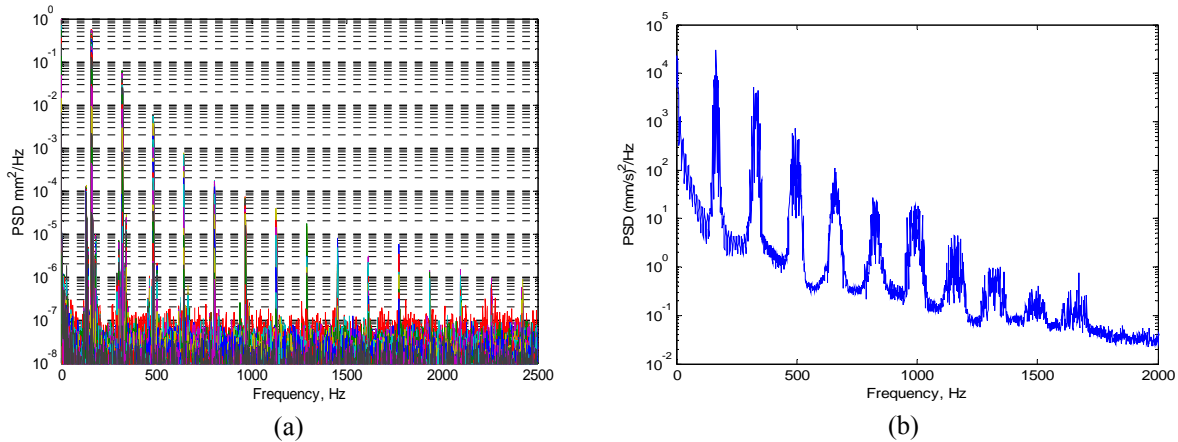 10^0
10^-1
10^-2
10^-3
10^-4
10^-5
10^-6
10^-7
10^-8
PSD mm^2/Hz
0 500 1000 1500 2000 2500
Frequency, Hz
(a)
10^5
10^4
10^3
10^2
10^1
10^0
10^-1
10^-2
PSD (mm/s)^2/Hz
0 500 1000 1500 2000
Frequency, Hz
(b)